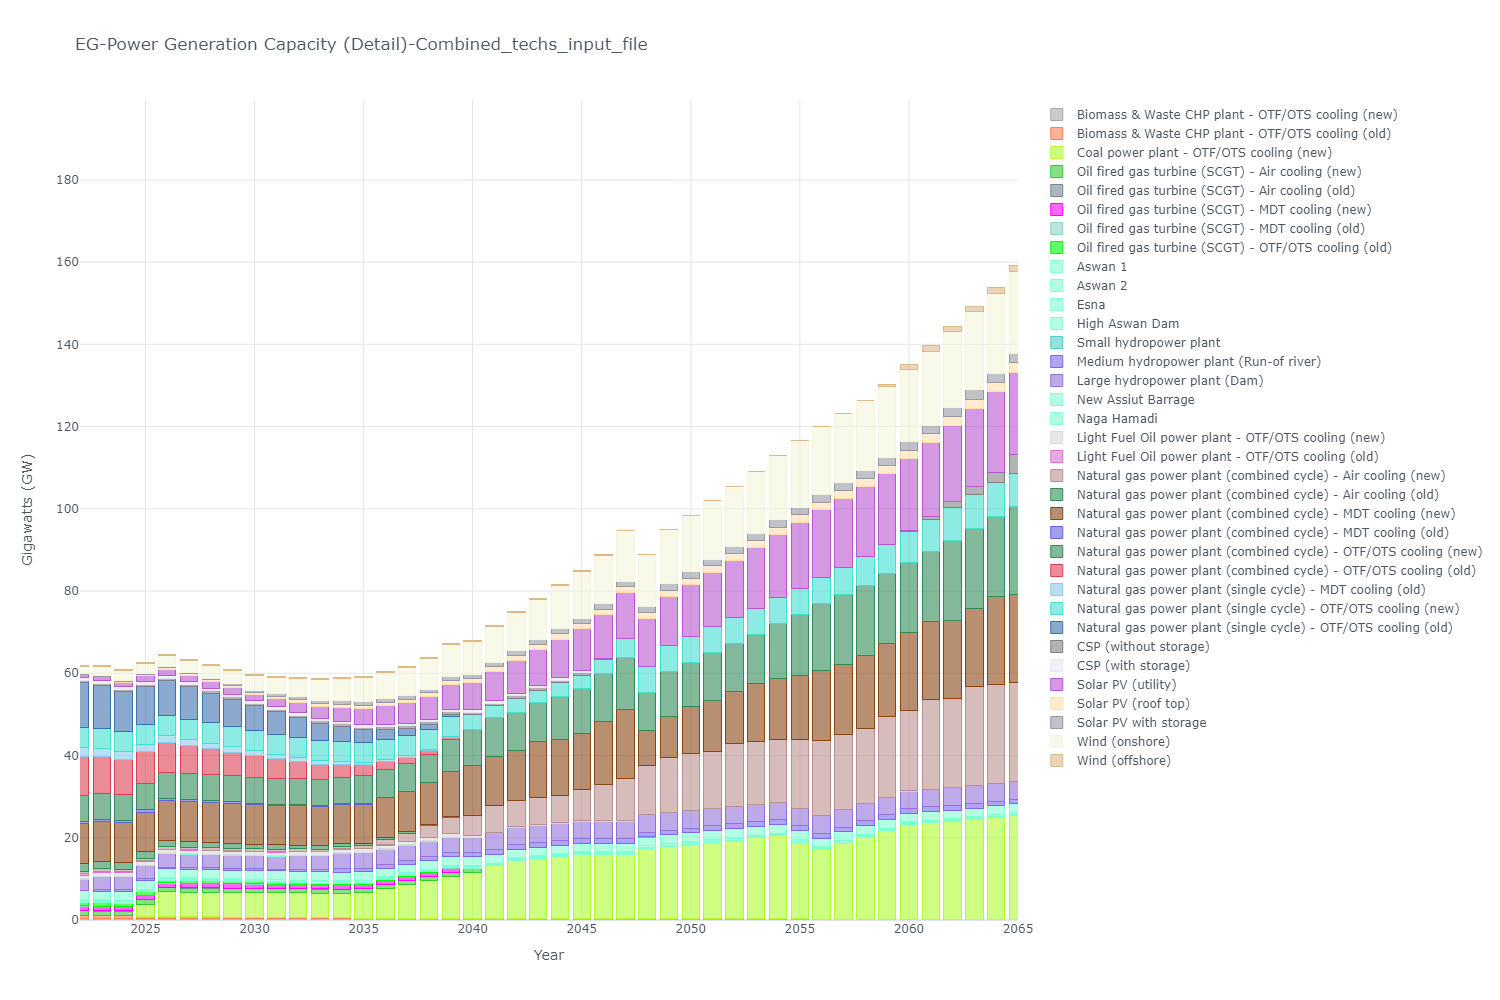 EG-Power Generation Capacity (Detail)-Combined_techs_input_file
180
160
140
120
100
80
60
40
20
0
Gigawatts (GW)
2025
2030
2035
2040
2045
2050
2055
2060
2065
Year
Biomass & Waste CHP plant - OTF/OTS cooling (new)
Biomass & Waste CHP plant - OTF/OTS cooling (old)
Coal power plant - OTF/OTS cooling (new)
Oil fired gas turbine (SCGT) - Air cooling (new)
Oil fired gas turbine (SCGT) - Air cooling (old)
Oil fired gas turbine (SCGT) - MDT cooling (new)
Oil fired gas turbine (SCGT) - MDT cooling (old)
Oil fired gas turbine (SCGT) - OTF/OTS cooling (old)
Aswan 1
Aswan 2
Esna
High Aswan Dam
Small hydropower plant
Medium hydropower plant (Run-of river)
Large hydropower plant (Dam)
New Assiut Barrage
Naga Hamadi
Light Fuel Oil power plant - OTF/OTS cooling (new)
Light Fuel Oil power plant - OTF/OTS cooling (old)
Natural gas power plant (combined cycle) - Air cooling (new)
Natural gas power plant (combined cycle) - Air cooling (old)
Natural gas power plant (combined cycle) - MDT cooling (new)
Natural gas power plant (combined cycle) - MDT cooling (old)
Natural gas power plant (combined cycle) - OTF/OTS cooling (new)
Natural gas power plant (combined cycle) - OTF/OTS cooling (old)
Natural gas power plant (single cycle) - MDT cooling (old)
Natural gas power plant (single cycle) - OTF/OTS cooling (new)
Natural gas power plant (single cycle) - OTF/OTS cooling (old)
CSP (without storage)
CSP (with storage)
Solar PV (utility)
Solar PV (roof top)
Solar PV with storage
Wind (onshore)
Wind (offshore)